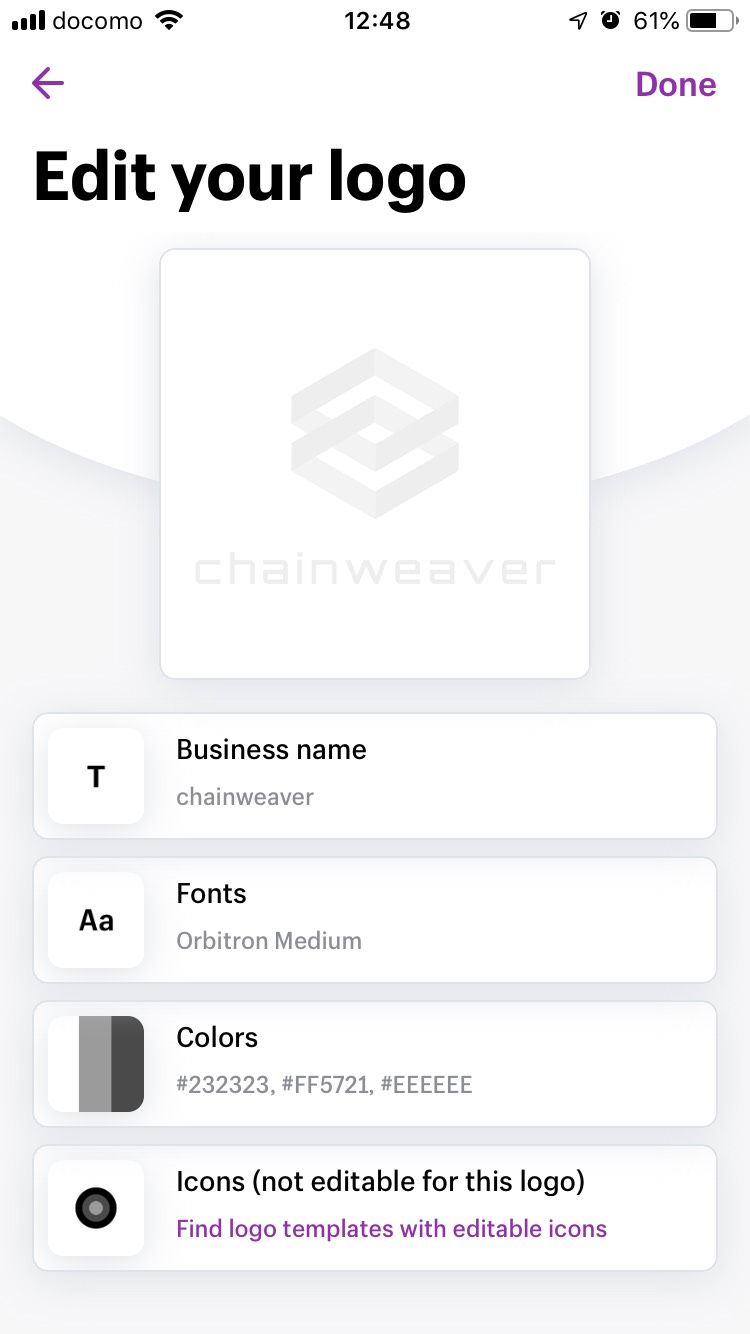 docomo 12:48 61%
Done
Edit your logo
chainweaver
T
Business name
chainweaver
Aa
Fonts
Orbitron Medium
Colors
#232323, #FF5721, #EEEEEE
Icons (not editable for this logo)
Find logo templates with editable icons